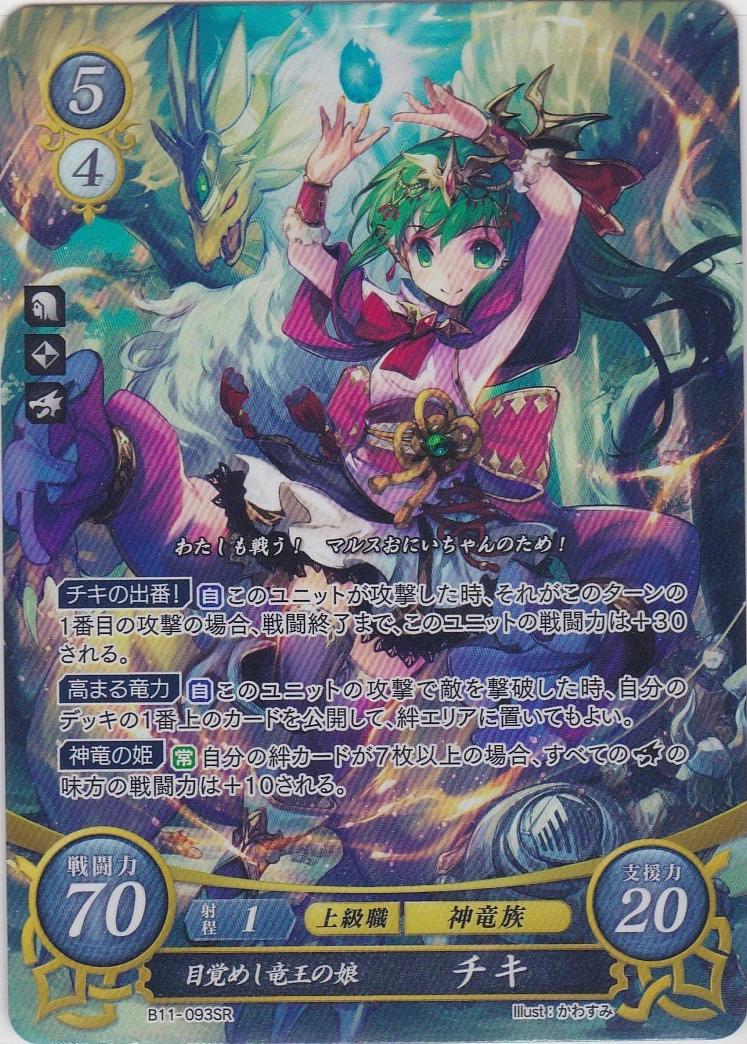 5
4
わたしも戦う! マルスおにいちゃんのため!
チキの出番! 自このユニットが攻撃した時、それがこのターンの
1番目の攻撃の場合、戦闘終了まで、このユニットの戦闘力は+30
される。
高まる竜力 自このユニットの攻撃で敵を撃破した時、自分の
デッキの1番上のカードを公開して、絆エリアに置いてもよい。
神竜の姫 常自分の絆カードが7枚以上の場合、すべての の
味方の戦闘力は+10される。
戦闘力
70
射程 1
上級職
神竜族
支援力
20
目覚めし竜王の娘 チキ
B11-093SR
Illust:かわすみ